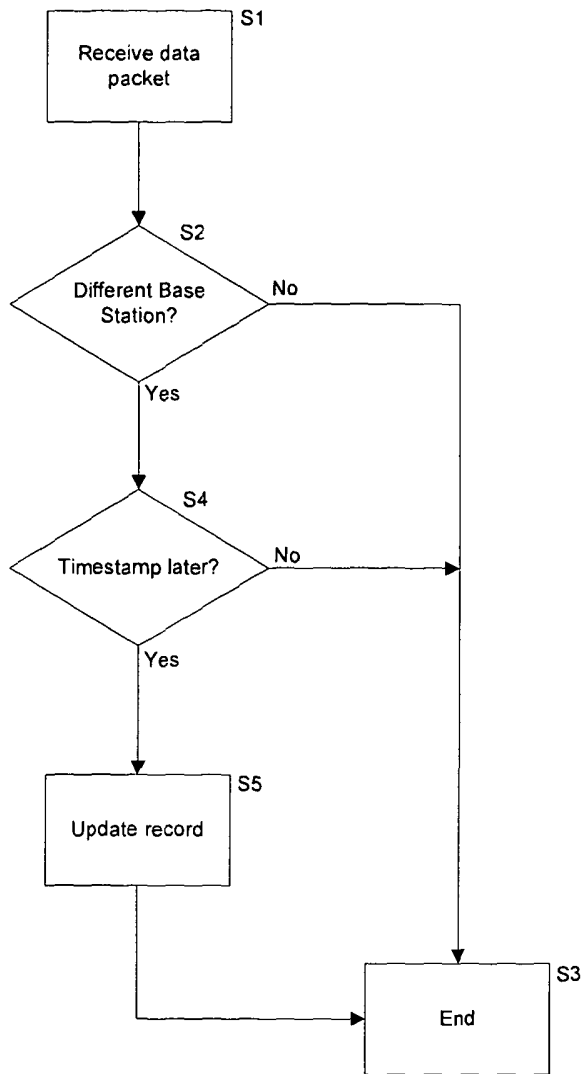 S1
Receive data
packet
S2
Different Base
Station?
No
Yes
S4
Timestamp later?
No
Yes
S5
Update record
S3
End